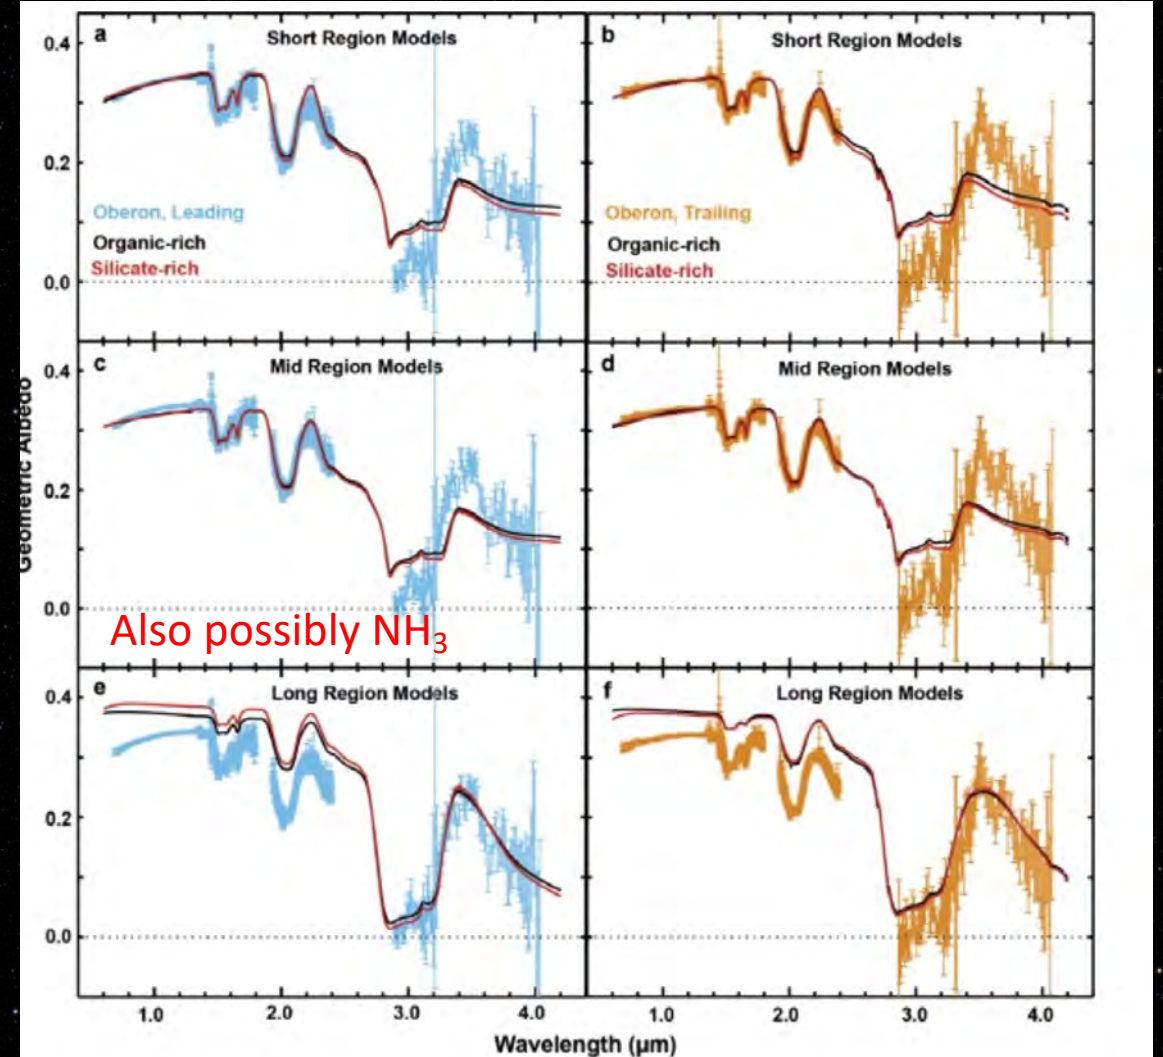 a
Short Region Models
b
Short Region Models
0.4
0.2
0.0
Oberon, Leading
Organic-rich
Silicate-rich
Oberon, Trailing
Organic-rich
Silicate-rich
c
Mid Region Models
d
Mid Region Models
0.4
0.2
0.0
Geometric Albedo
Also possibly NH₃
e
Long Region Models
f
Long Region Models
0.4
0.2
0.0
1.0 2.0 3.0 4.0
1.0 2.0 3.0 4.0
Wavelength (µm)